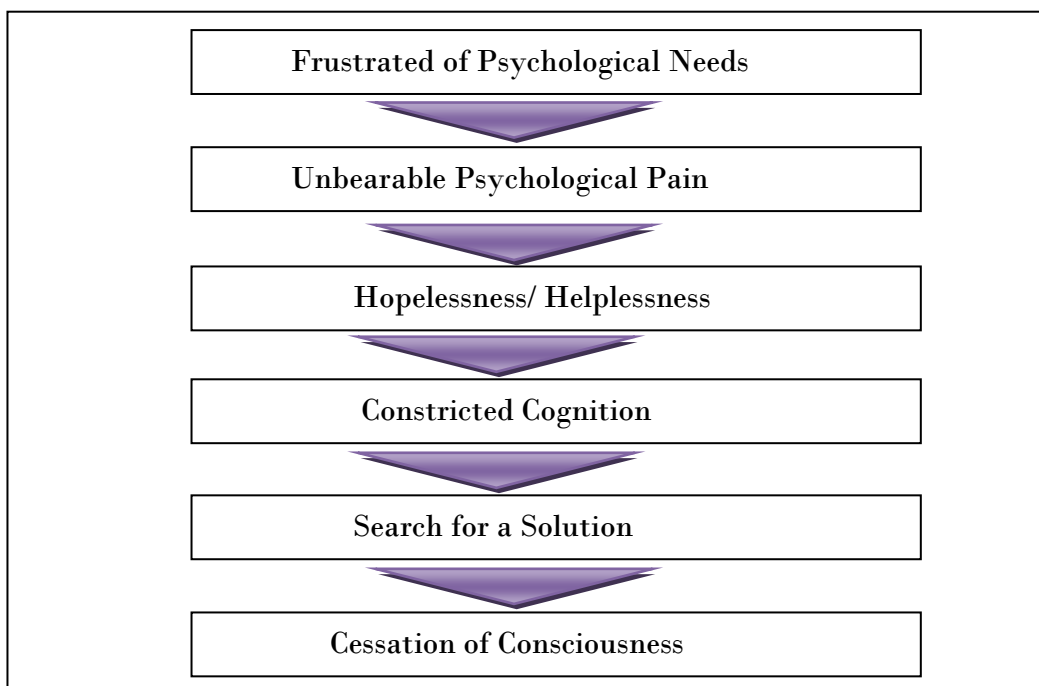 Frustrated of Psychological Needs
Unbearable Psychological Pain
Hopelessness/ Helplessness
Constricted Cognition
Search for a Solution
Cessation of Consciousness